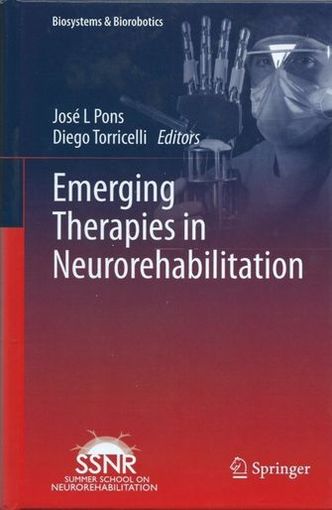 Biosystems & Biorobotics
José L Pons
Diego Torricelli Editors
Emerging
Therapies in
Neurorehabilitation
SSNR
SUMMER SCHOOL ON
NEUROREHABILITATION
Springer